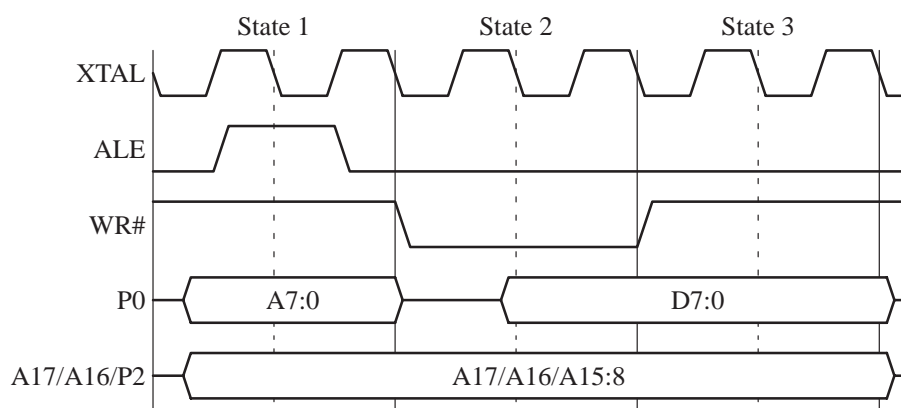 State 1 State 2 State 3
XTAL
ALE
WR#
P0 A7:0 D7:0
A17/A16/P2 A17/A16/A15:8